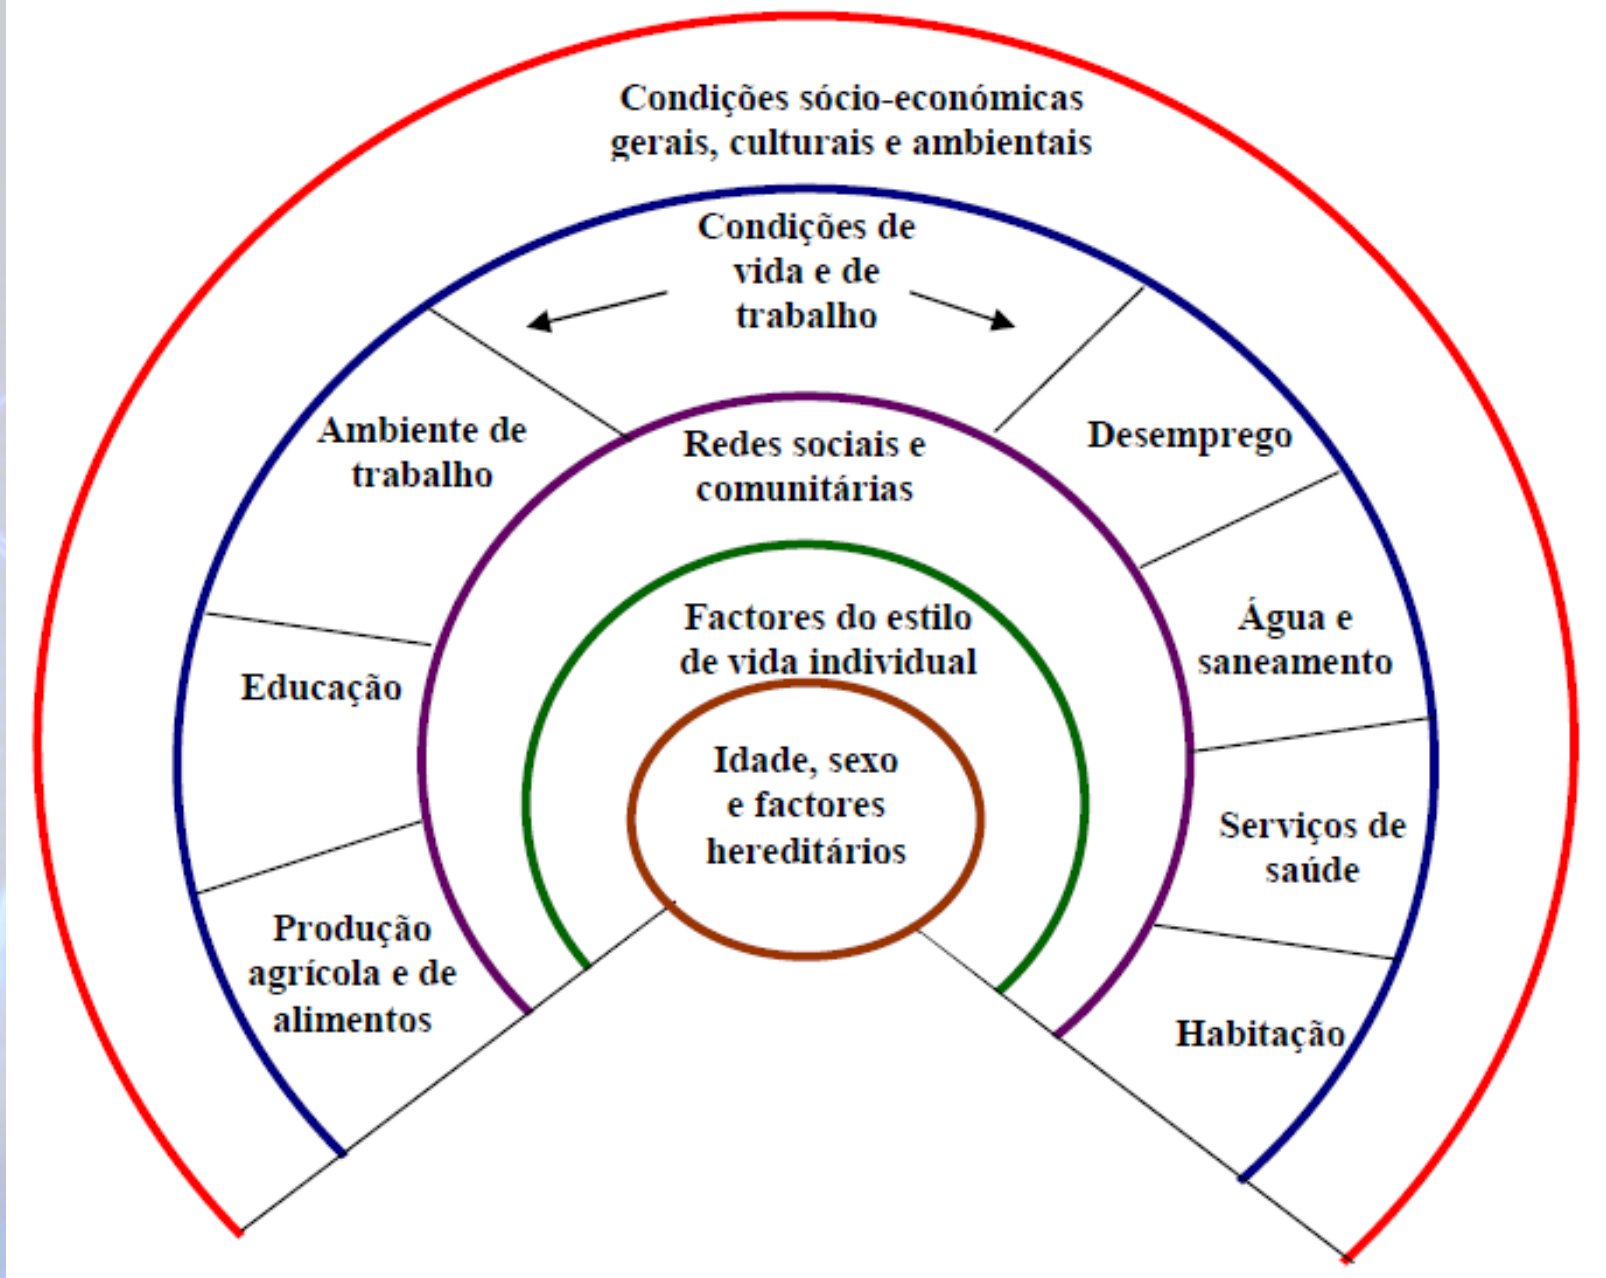 Condições sócio-económicas
gerais, culturais e ambientais
Condições de
vida e de
trabalho
Ambiente de
trabalho
Redes sociais e
comunitárias
Desemprego
Factores do estilo
de vida individual
Água e
saneamento
Educação
Idade, sexo
e factores
hereditários
Serviços de
saúde
Produção
agrícola e de
alimentos
Habitação